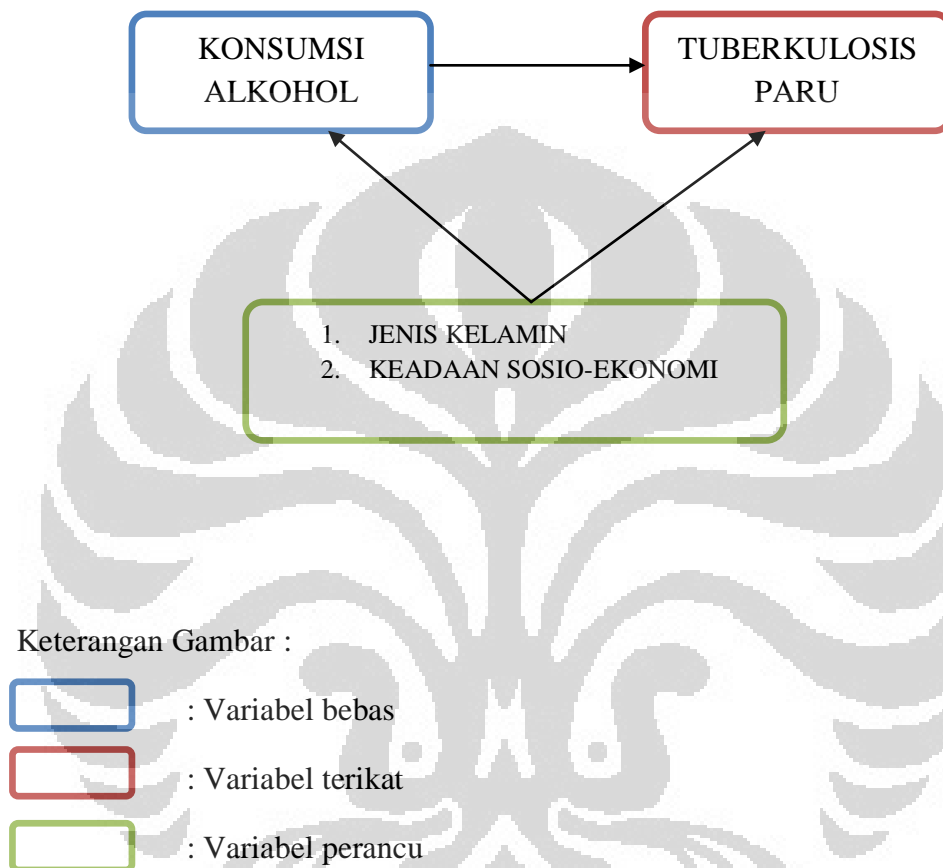 KONSUMSI
ALKOHOL
TUBERKULOSIS
PARU
1. JENIS KELAMIN
2. KEADAAN SOSIO-EKONOMI
Keterangan Gambar :
: Variabel bebas
: Variabel terikat
: Variabel perancu